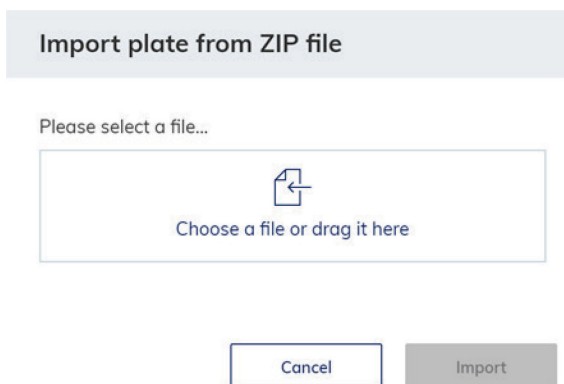 Import plate from ZIP file
Please select a file...
Choose a file or drag it here
Cancel
Import